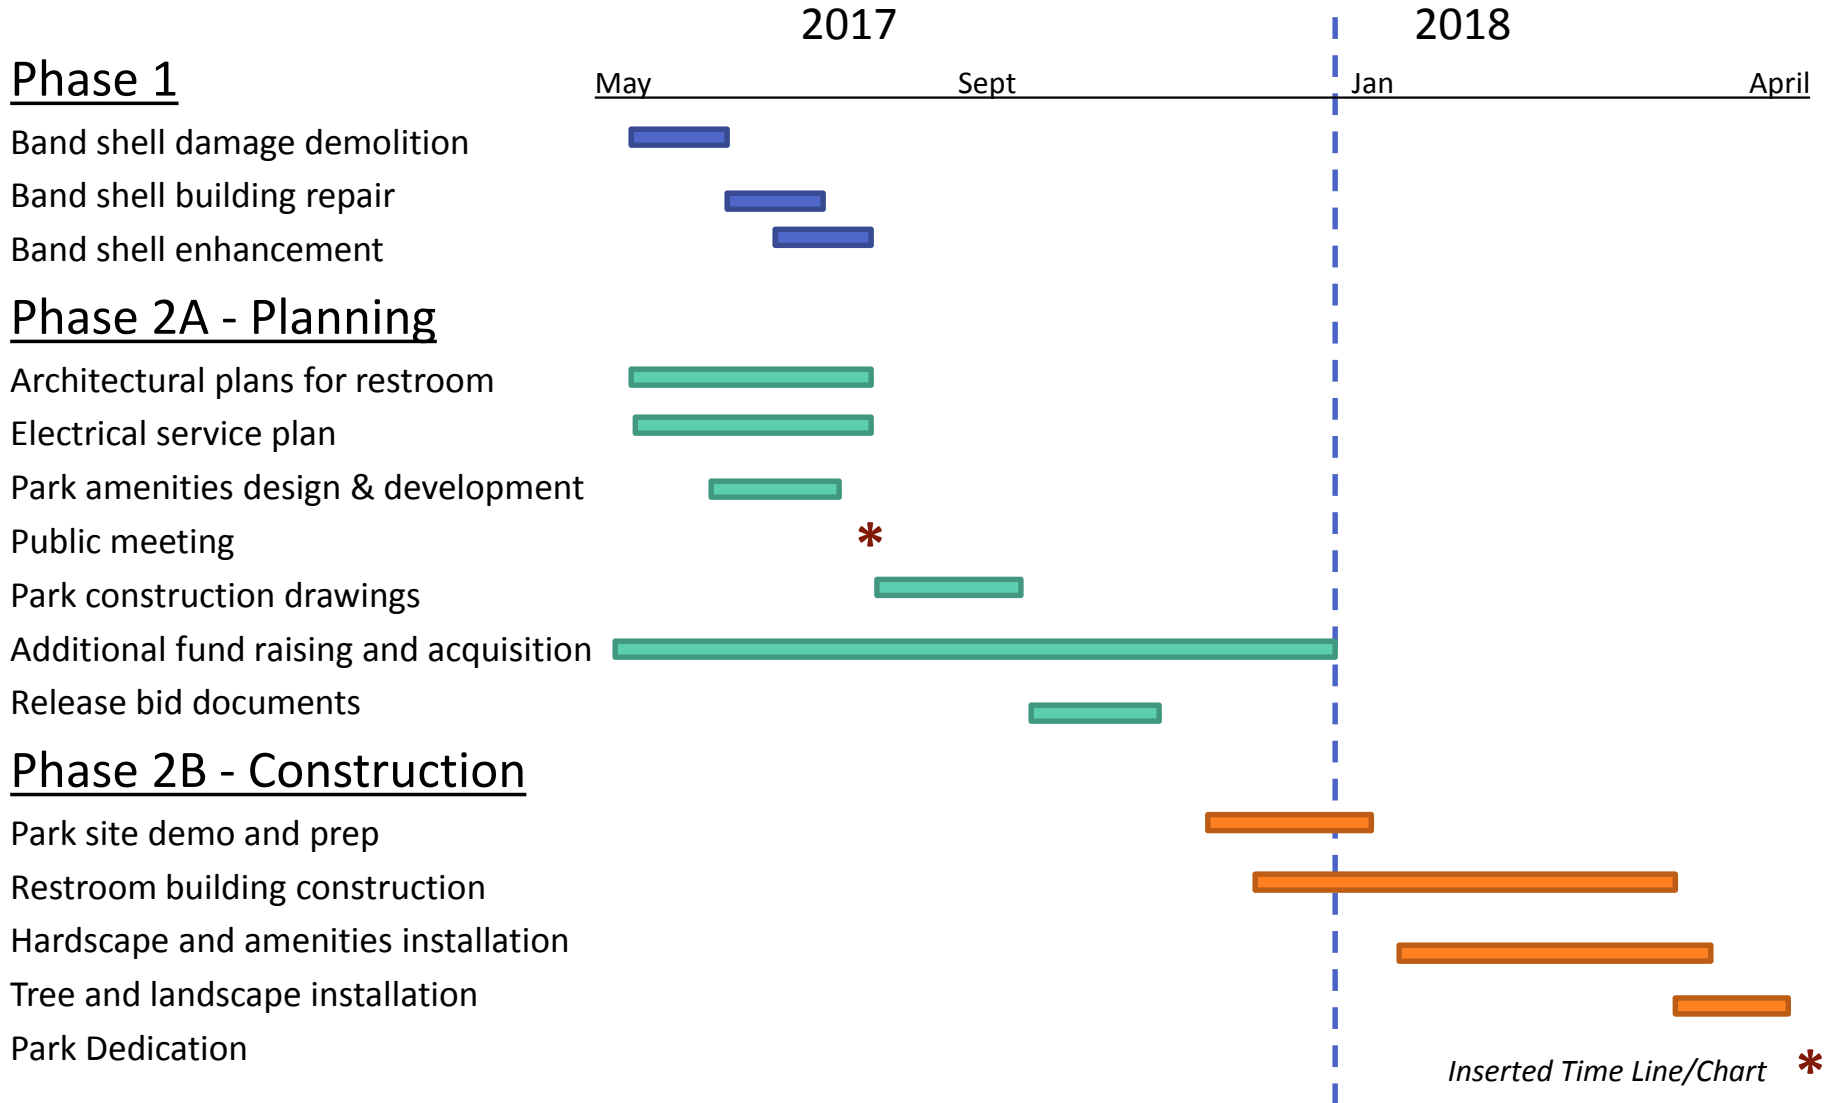 2017 2018
Phase 1
May Sept Jan April
Band shell damage demolition
Band shell building repair
Band shell enhancement
Phase 2A - Planning
Architectural plans for restroom
Electrical service plan
Park amenities design & development
Public meeting
*
Park construction drawings
Additional fund raising and acquisition
Release bid documents
Phase 2B - Construction
Park site demo and prep
Restroom building construction
Hardscape and amenities installation
Tree and landscape installation
Park Dedication
Inserted Time Line/Chart *